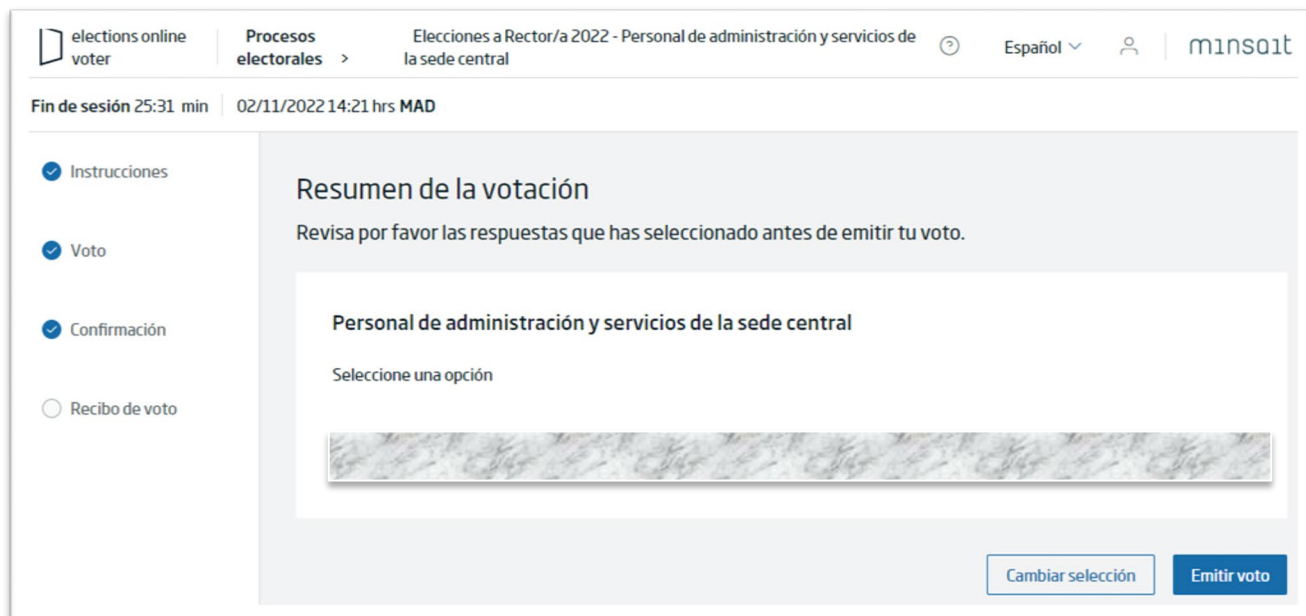 elections online
voter
Procesos
electorales >
Elecciones a Rector/a 2022 - Personal de administración y servicios de
la sede central
?
Español
minsait
Fin de sesión 25:31 min
02/11/2022 14:21 hrs MAD
Instrucciones
Voto
Confirmación
Recibo de voto
Resumen de la votación
Revisa por favor las respuestas que has seleccionado antes de emitir tu voto.
Personal de administración y servicios de la sede central
Seleccione una opción
Cambiar selección
Emitir voto